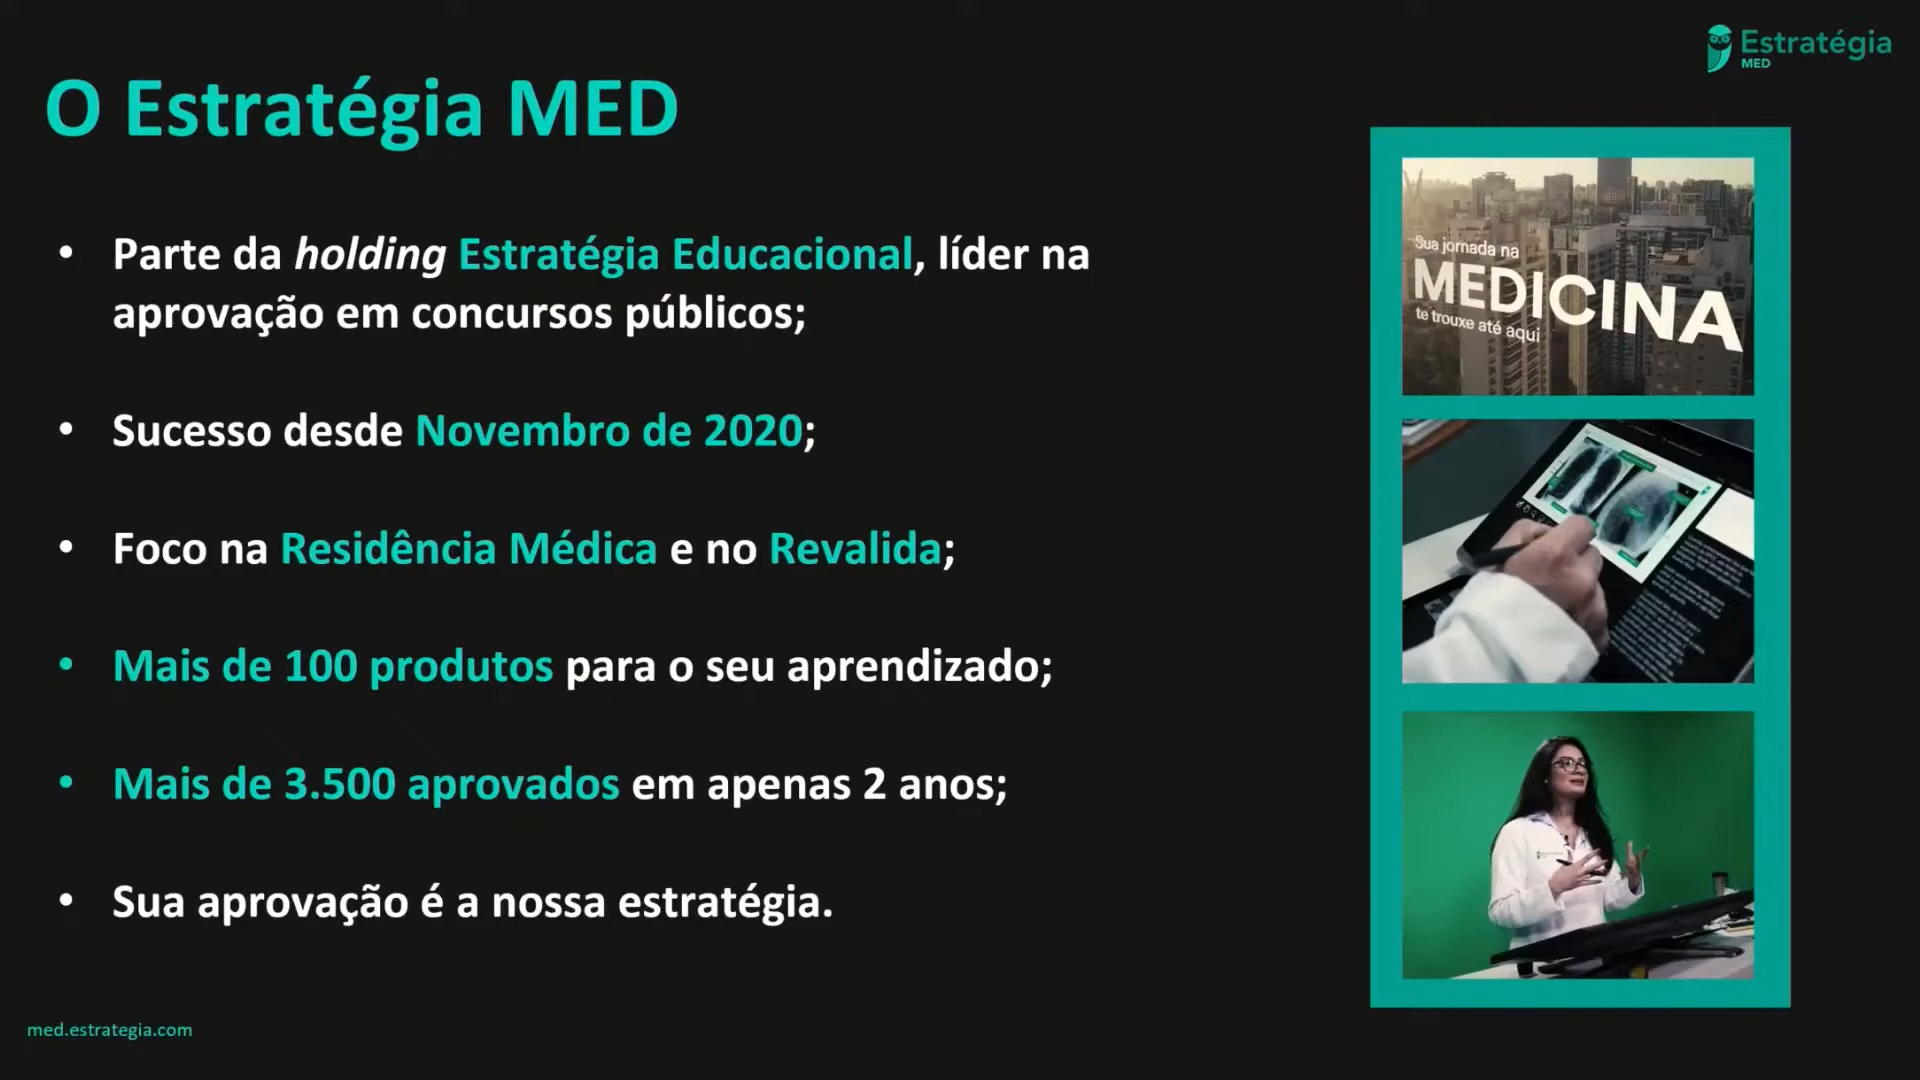 Estratégia
MED
O Estratégia MED
• Parte da holding Estratégia Educacional, líder na
aprovação em concursos públicos;
• Sucesso desde Novembro de 2020;
• Foco na Residência Médica e no Revalida;
• Mais de 100 produtos para o seu aprendizado;
• Mais de 3.500 aprovados em apenas 2 anos;
• Sua aprovação é a nossa estratégia.
Sua jornada na
MEDICINA
te trouxe até aqui
med.estrategia.com